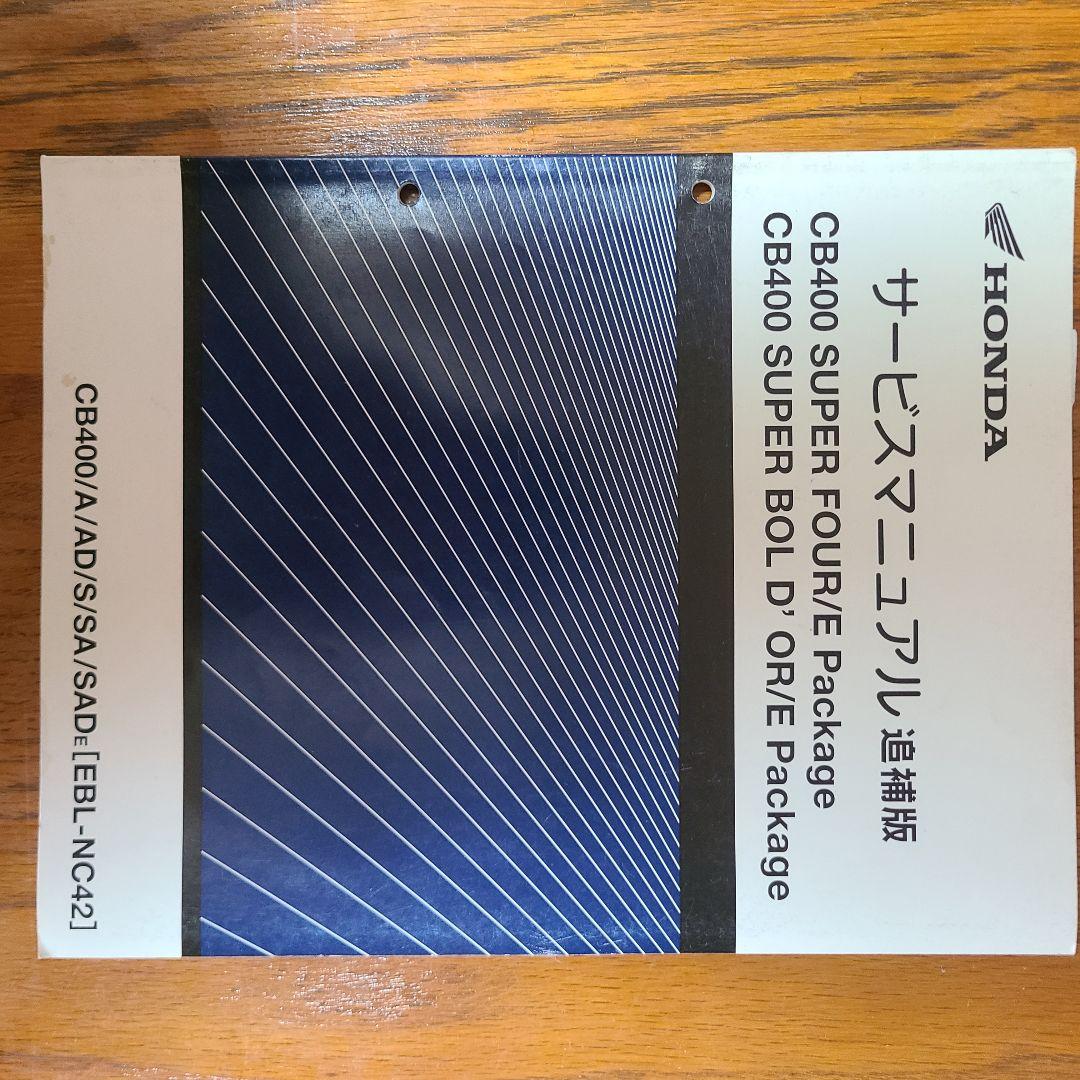 HONDA
サービスマニュアル 追補版
CB400 SUPER FOUR/E Package
CB400 SUPER BOL D' OR/E Package
CB400/A/AD/S/SA/SADE [EBL-NC42]